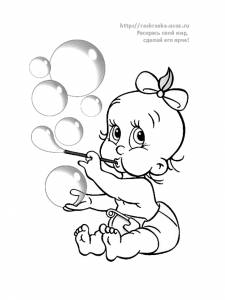 http://raskraska.ucoz.ru
Раскрась свой мир,
сделай его ярче!